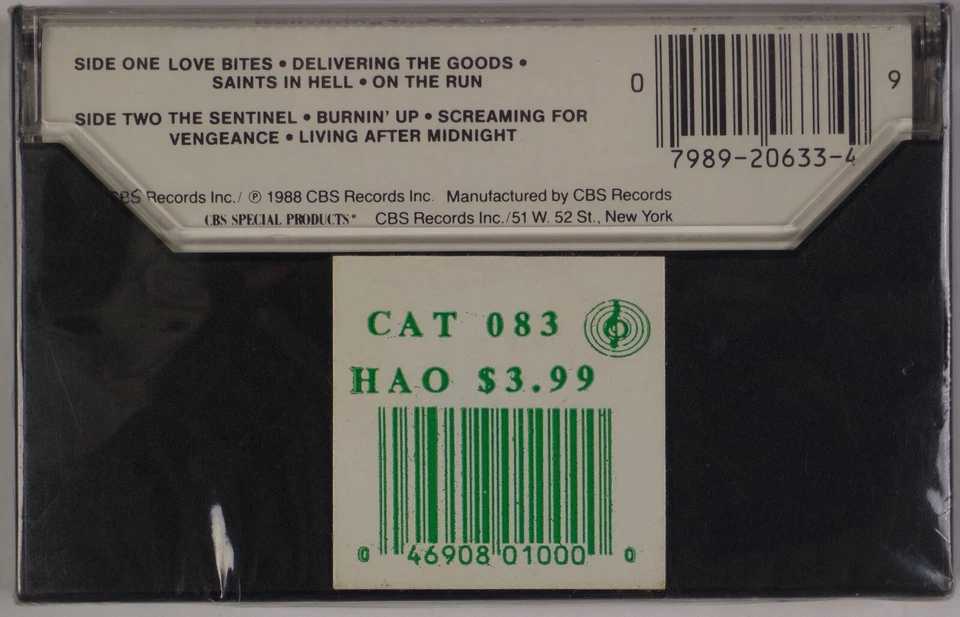 SIDE ONE LOVE BITES • DELIVERING THE GOODS •
SAINTS IN HELL • ON THE RUN
SIDE TWO THE SENTINEL • BURNIN' UP • SCREAMING FOR
VENGEANCE • LIVING AFTER MIDNIGHT
0 7989-20633-4 9
CBS Records Inc./ ℗ 1988 CBS Records Inc. Manufactured by CBS Records
CBS SPECIAL PRODUCTS" CBS Records Inc./51 W. 52 St., New York
CAT 083
HAO $3.99
0 46908 01000 0